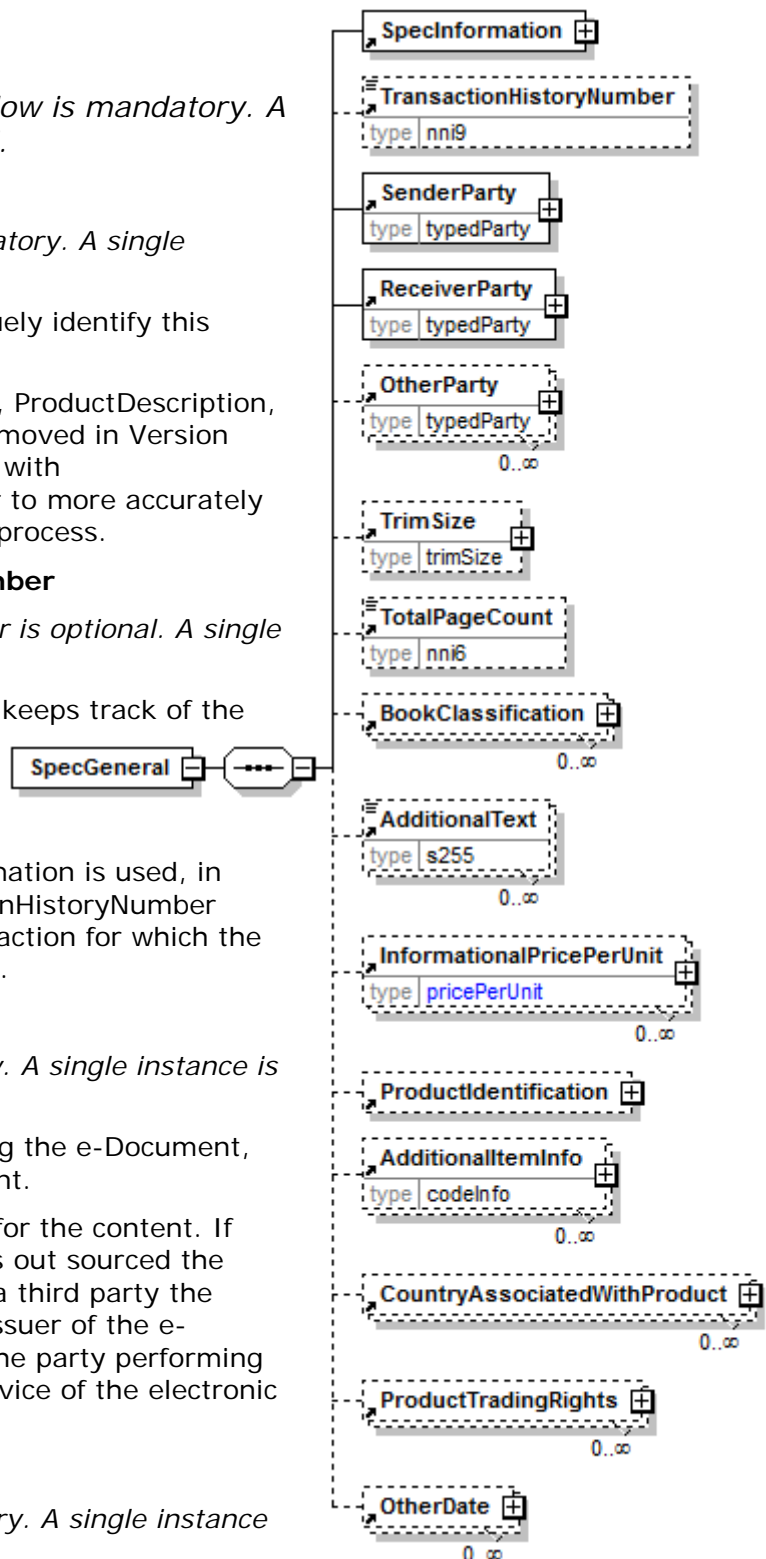 low is mandatory. A
.
atory. A single
uely identify this
, ProductDescription,
moved in Version
with
to more accurately
process.
nber
r is optional. A single
keeps track of the
nation is used, in
nHistoryNumber
action for which the
.
y. A single instance is
g the e-Document,
nt.
for the content. If
s out sourced the
a third party the
ssuer of the e-
ne party performing
vice of the electronic
ry. A single instance
SpecGeneral
SpecInformation
TransactionHistoryNumber
type nni9
SenderParty
type typedParty
ReceiverParty
type typedParty
OtherParty
type typedParty
0..∞
TrimSize
type trimSize
TotalPageCount
type nni6
BookClassification
0..∞
AdditionalText
type s255
0..∞
InformationalPricePerUnit
type pricePerUnit
0..∞
ProductIdentification
AdditionalItemInfo
type codeInfo
0..∞
CountryAssociatedWithProduct
0..∞
ProductTradingRights
0..∞
OtherDate
0..∞